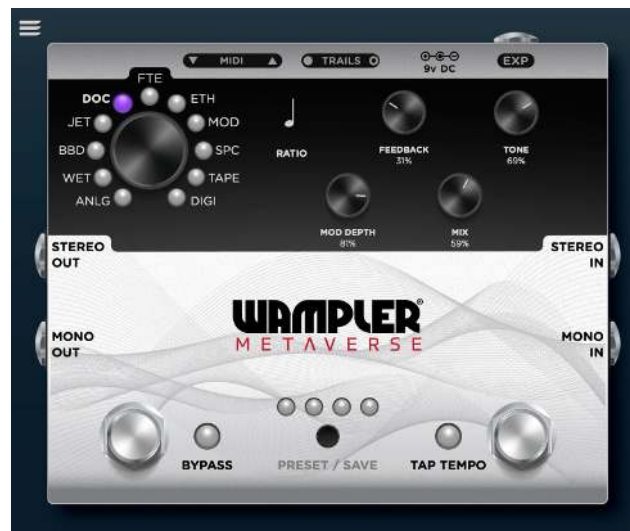 MIDI
TRAILS
9v DC
EXP
FTE
DOC
ETH
JET
MOD
BBD
SPC
WET
TAPE
ANLG
DIGI
RATIO
FEEDBACK
31%
TONE
69%
MOD DEPTH
81%
MIX
59%
STEREO
OUT
STEREO
IN
WAMPLER®
METAVERSE
MONO
OUT
MONO
IN
BYPASS
PRESET / SAVE
TAP TEMPO